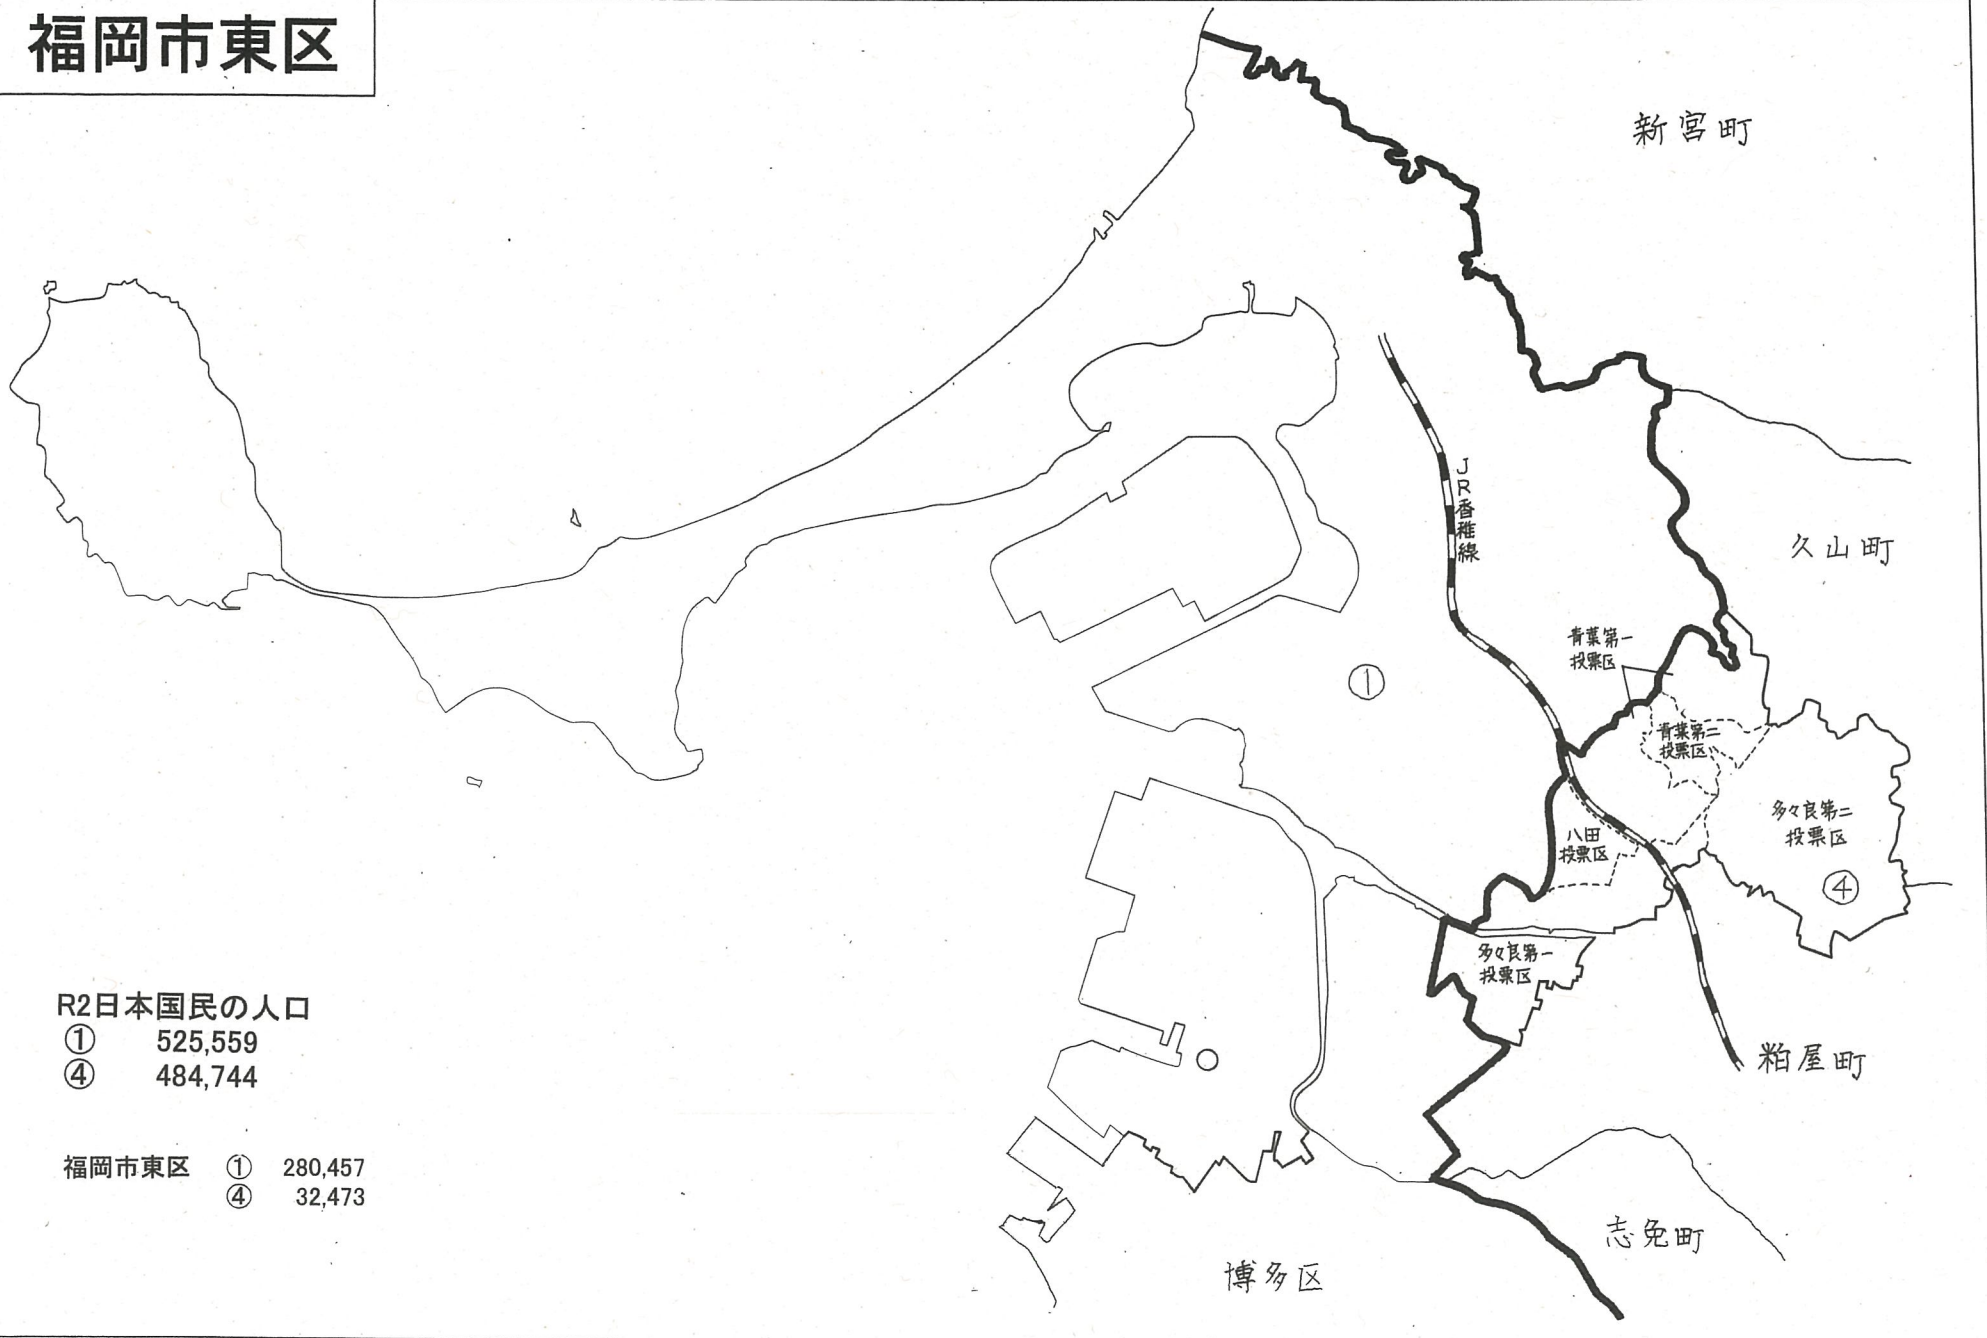 福岡市東区
新宮町
JR香椎線
久山町
①
青葉第一
投票区
青葉第二
投票区
多々良第二
投票区
八田
投票区
④
多々良第一
投票区
R2日本国民の人口
① 525,559
④ 484,744
粕屋町
福岡市東区 ① 280,457
④ 32,473
志免町
博多区